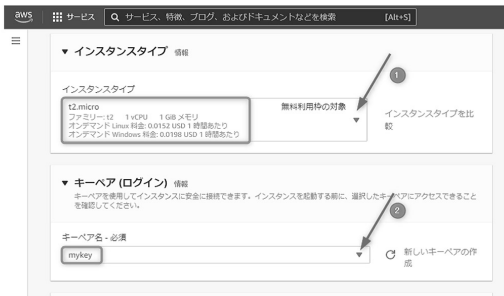 aws
サービス
サービス、特徴、ブログ、およびドキュメントなどを検索
[Alt+S]
▼ インスタンスタイプ 情報
1
インスタンスタイプ
t2.micro 無料利用枠の対象
ファミリー: t2 1 vCPU 1 GiB メモリ
オンデマンド Linux 料金: 0.0152 USD 1 時間あたり
オンデマンド Windows 料金: 0.0198 USD 1 時間あたり
インスタンスタイプを比
較
▼ キーペア (ログイン) 情報
キーペアを使用してインスタンスに安全に接続できます。インスタンスを起動する前に、選択したキーペアにアクセスできること
を確認してください。
2
キーペア名 - 必須
mykey
新しいキーペアの作
成